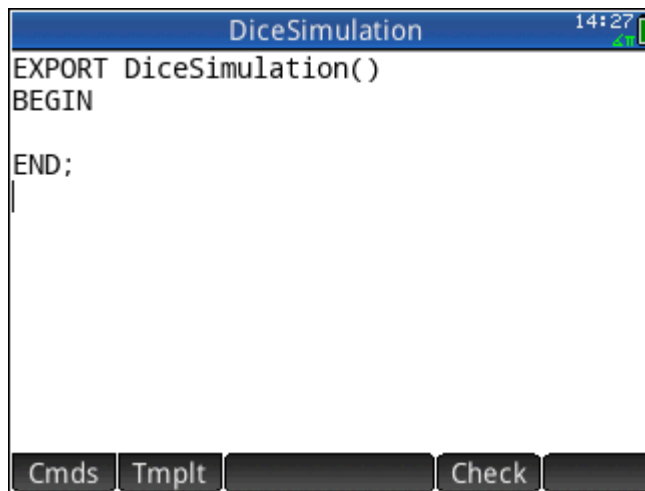 DiceSimulation 14:27
∡π
EXPORT DiceSimulation()
BEGIN
END;
Cmds Tmplt Check